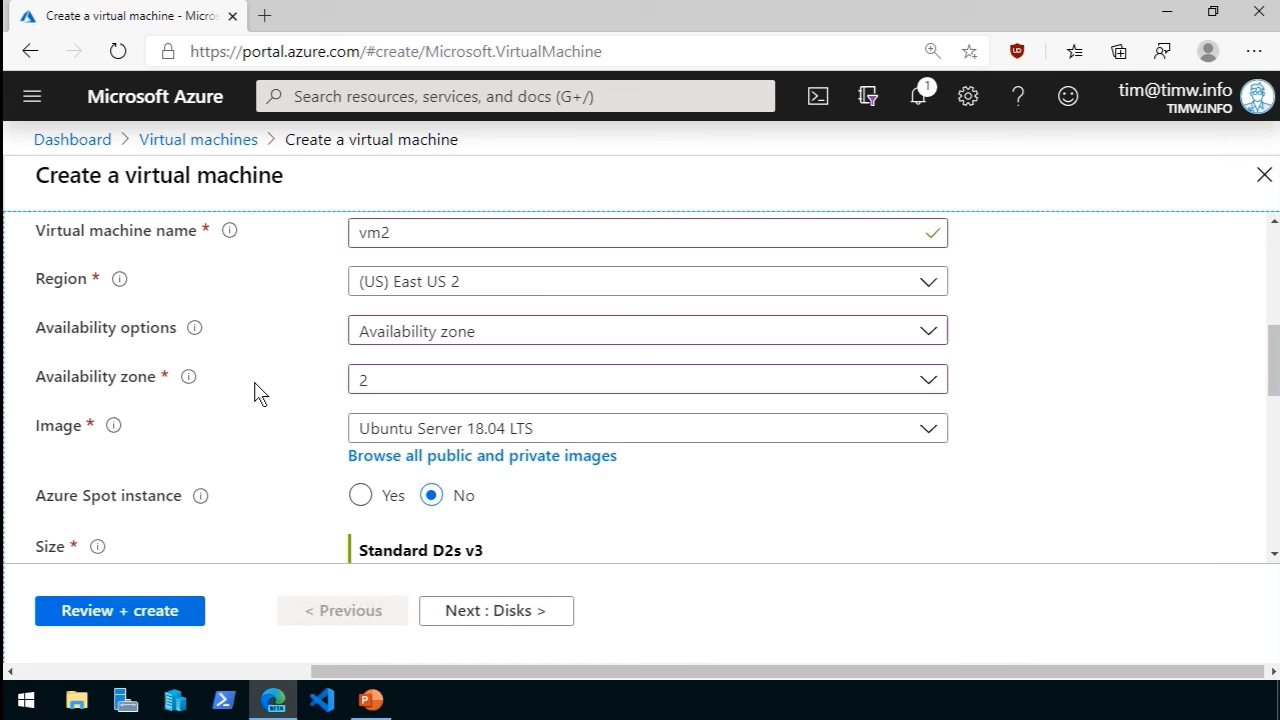 Create a virtual machine - Micro
https://portal.azure.com/#create/Microsoft.VirtualMachine
Microsoft Azure
Search resources, services, and docs (G+/)
1
tim@timw.info
TIMW.INFO
Dashboard > Virtual machines > Create a virtual machine
Create a virtual machine
Virtual machine name *
vm2
Region *
(US) East US 2
Availability options
Availability zone
Availability zone *
2
Image *
Ubuntu Server 18.04 LTS
Browse all public and private images
Azure Spot instance
Yes No
Size *
Standard D2s v3
Review + create
< Previous
Next : Disks >
BETA